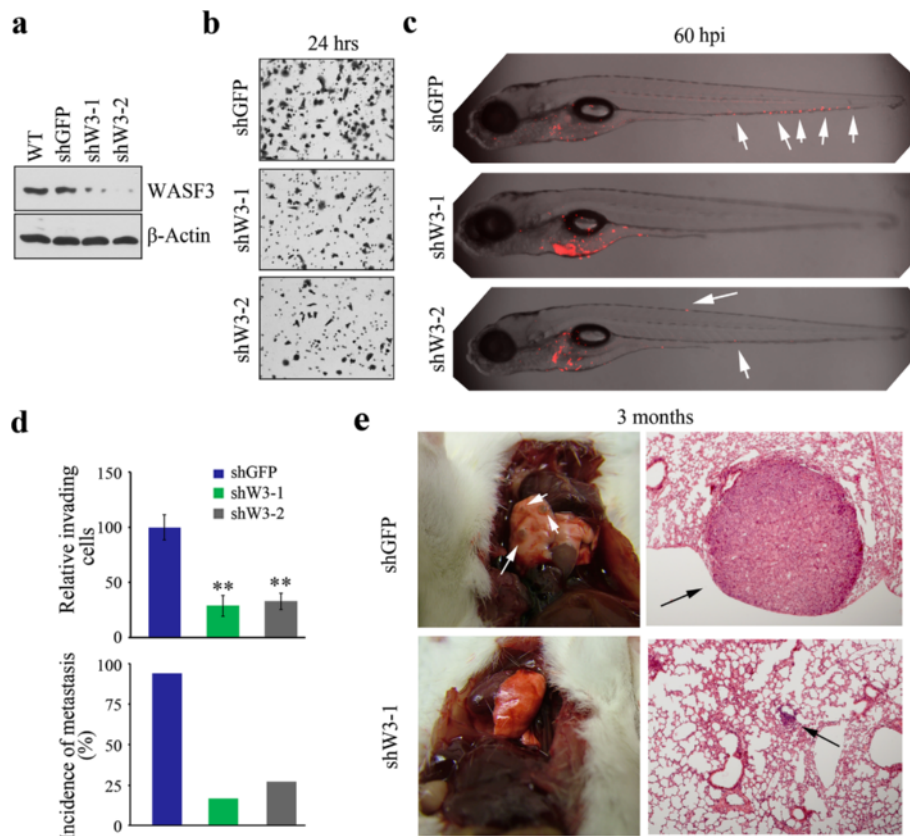 a
WT
shGFP
shW3-1
shW3-2
WASF3
β-Actin
b
24 hrs
shGFP
shW3-1
shW3-2
c
60 hpi
shGFP
shW3-1
shW3-2
d
shGFP
shW3-1
shW3-2
Relative invading
cells
150
100
50
0
**
**
Incidence of metastasis
(%)
100
75
50
25
0
e
3 months
shGFP
shW3-1